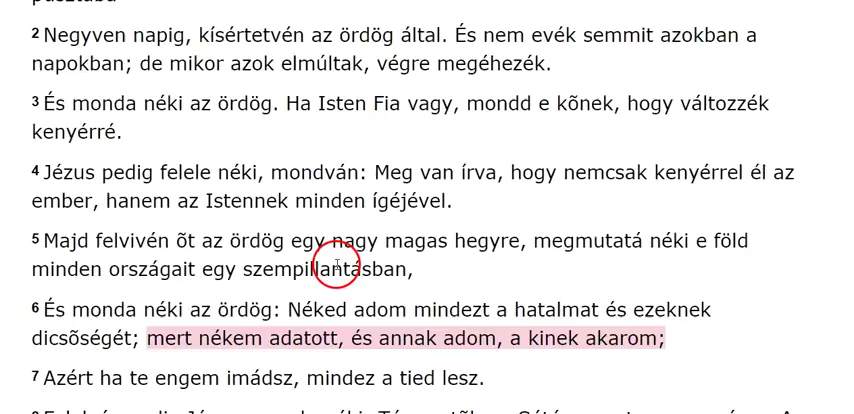 pusztába
2 Negyven napig, kísértetvén az ördög által. És nem evék semmit azokban a
napokban; de mikor azok elmúltak, végre megéhezék.
3 És monda néki az ördög. Ha Isten Fia vagy, mondd e kõnek, hogy változzék
kenyérré.
4 Jézus pedig felele néki, mondván: Meg van írva, hogy nemcsak kenyérrel él az
ember, hanem az Istennek minden ígéjével.
5 Majd felvivén õt az ördög egy nagy magas hegyre, megmutatá néki e föld
minden országait egy szempillantásban,
6 És monda néki az ördög: Néked adom mindezt a hatalmat és ezeknek
dicsõségét; mert nékem adatott, és annak adom, a kinek akarom;
7 Azért ha te engem imádsz, mindez a tied lesz.